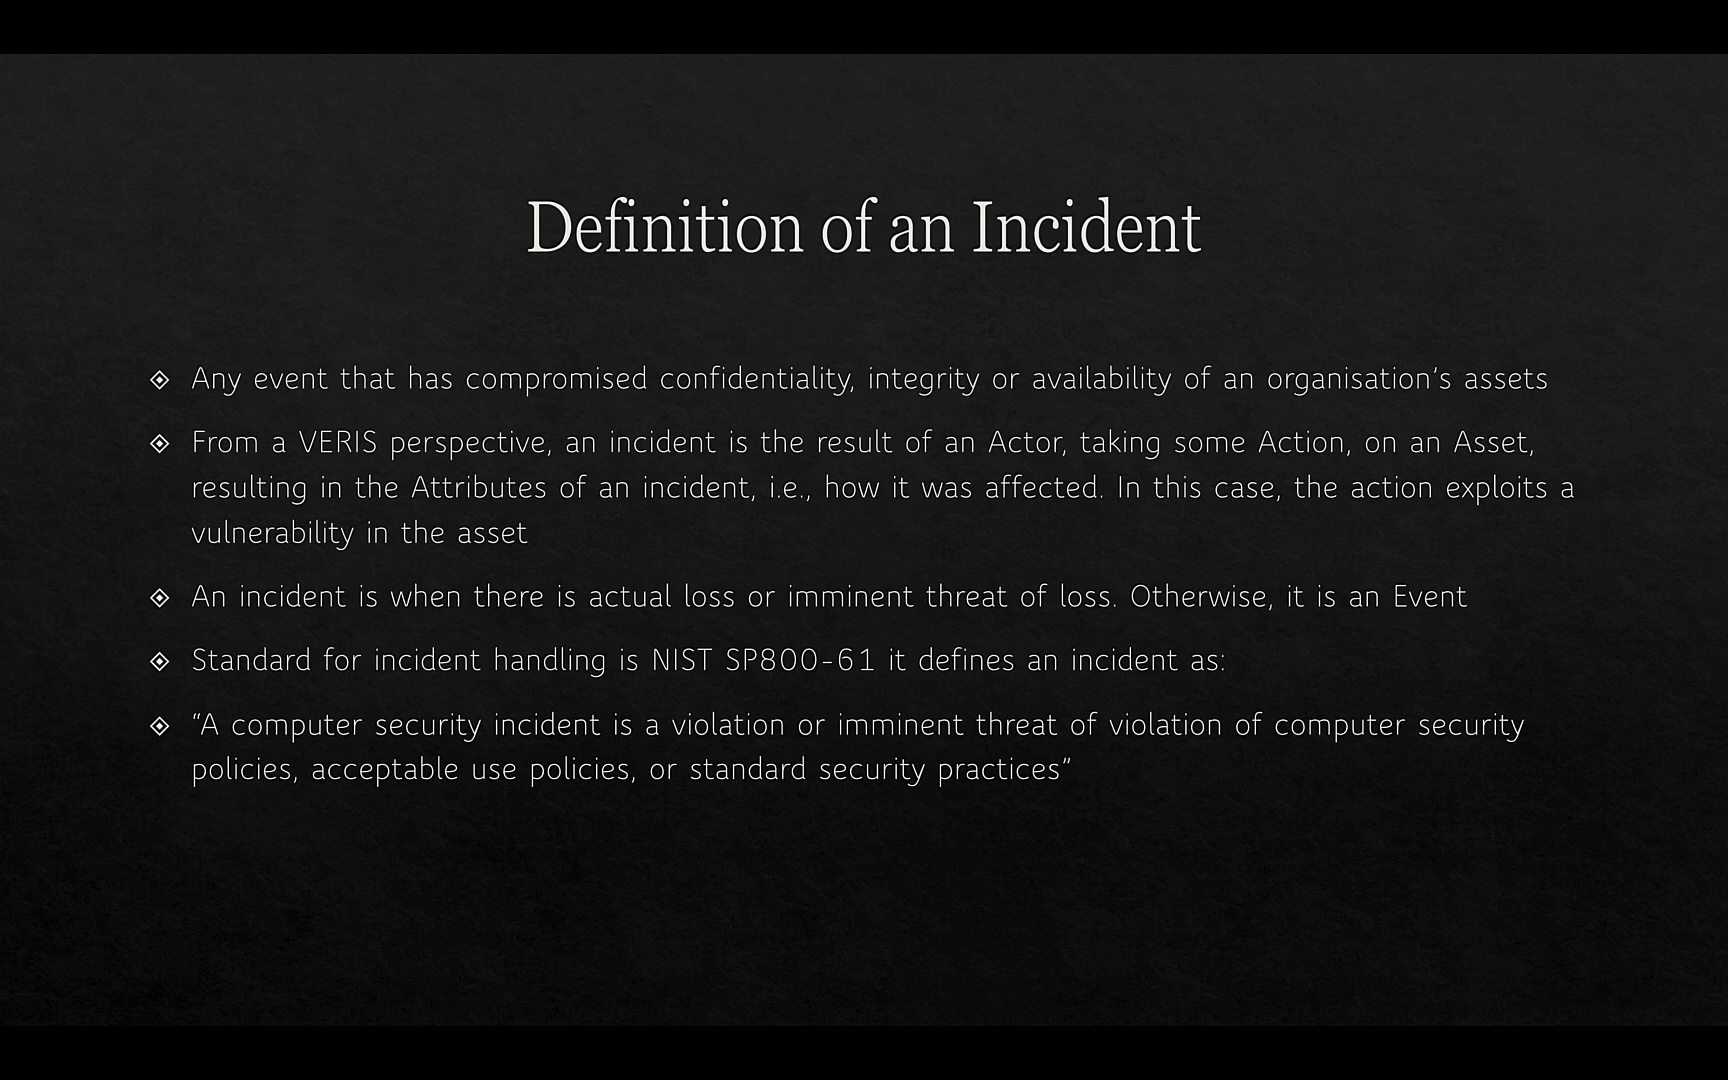 Definition of an Incident
Any event that has compromised confidentiality, integrity or availability of an organisation’s assets
From a VERIS perspective, an incident is the result of an Actor, taking some Action, on an Asset,
resulting in the Attributes of an incident, i.e., how it was affected. In this case, the action exploits a
vulnerability in the asset
An incident is when there is actual loss or imminent threat of loss. Otherwise, it is an Event
Standard for incident handling is NIST SP800-61 it defines an incident as:
“A computer security incident is a violation or imminent threat of violation of computer security
policies, acceptable use policies, or standard security practices”